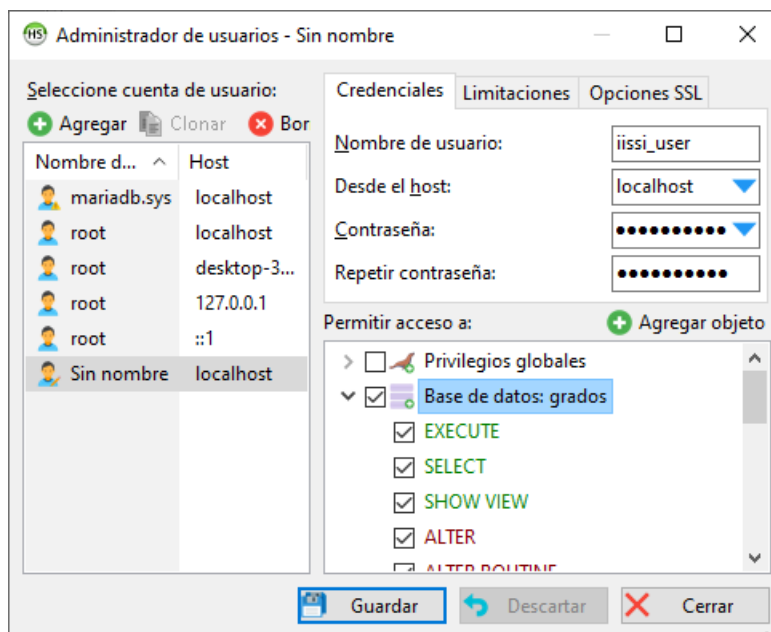 HS Administrador de usuarios - Sin nombre
Seleccione cuenta de usuario:
Agregar Clonar Bor
Nombre d... Host
mariadb.sys localhost
root localhost
root desktop-3...
root 127.0.0.1
root ::1
Sin nombre localhost
Credenciales Limitaciones Opciones SSL
Nombre de usuario: iissi_user
Desde el host: localhost
Contraseña: ●●●●●●●●●●
Repetir contraseña: ●●●●●●●●●●
Permitir acceso a: Agregar objeto
Privilegios globales
Base de datos: grados
EXECUTE
SELECT
SHOW VIEW
ALTER
ALTER ROUTINE
Guardar Descartar Cerrar